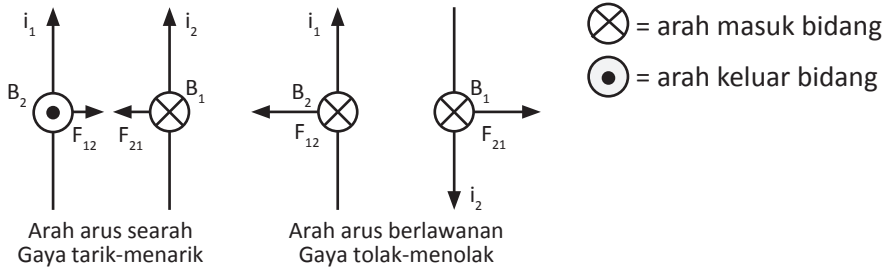 i₁
i₂
B₂
B₁
F₁₂
F₂₁
Arah arus searah
Gaya tarik-menarik
i₁
B₂
B₁
F₁₂
F₂₁
i₂
Arah arus berlawanan
Gaya tolak-menolak
= arah masuk bidang
= arah keluar bidang